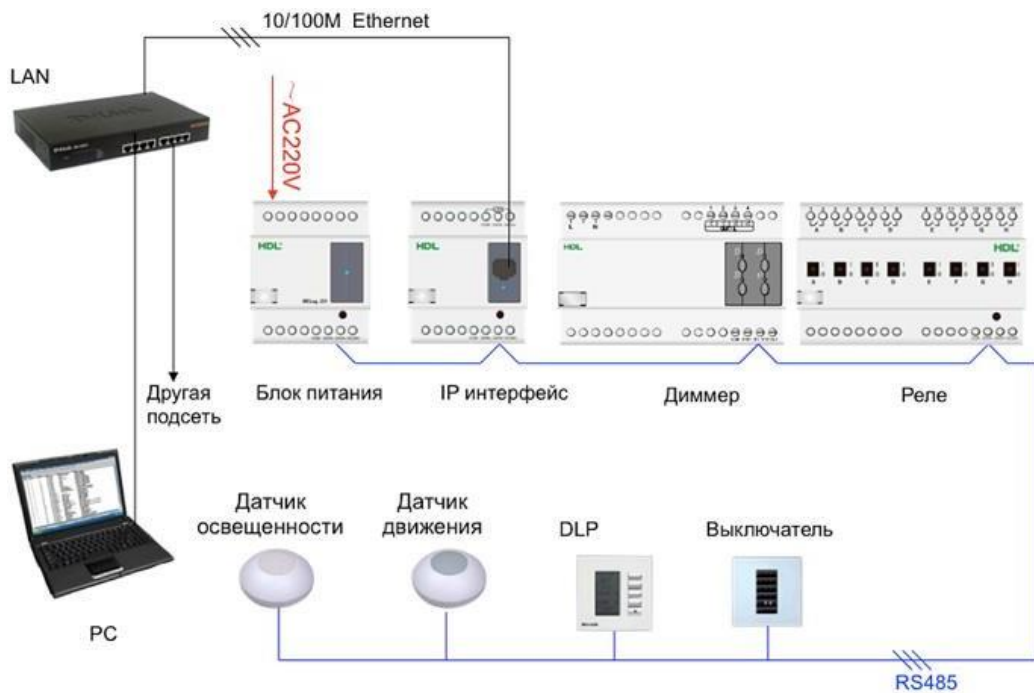 10/100M Ethernet
LAN
D-Link
~AC220V
HDL
HDL
HDL
HDL
Другая
подсеть
Блок питания
IP интерфейс
Диммер
Реле
Датчик
освещенности
Датчик
движения
DLP
Выключатель
PC
RS485